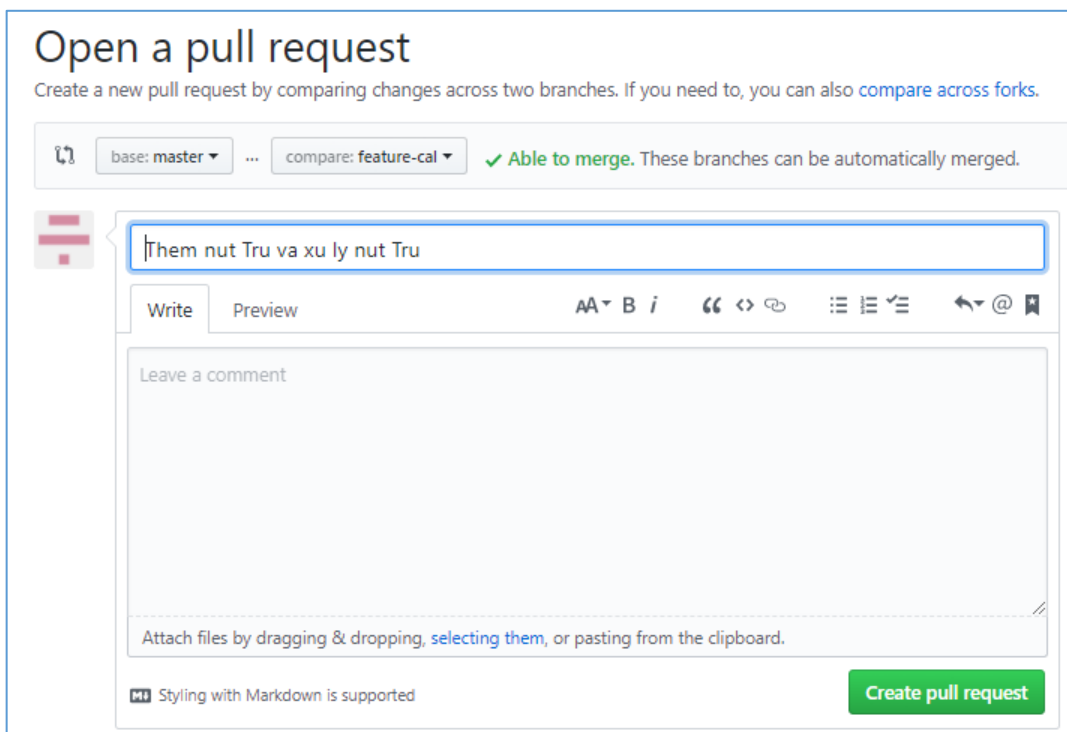 Open a pull request
Create a new pull request by comparing changes across two branches. If you need to, you can also compare across forks.
base: master ... compare: feature-cal ✓ Able to merge. These branches can be automatically merged.
Them nut Tru va xu ly nut Tru
Write Preview AA B i
Leave a comment
Attach files by dragging & dropping, selecting them, or pasting from the clipboard.
Styling with Markdown is supported
Create pull request